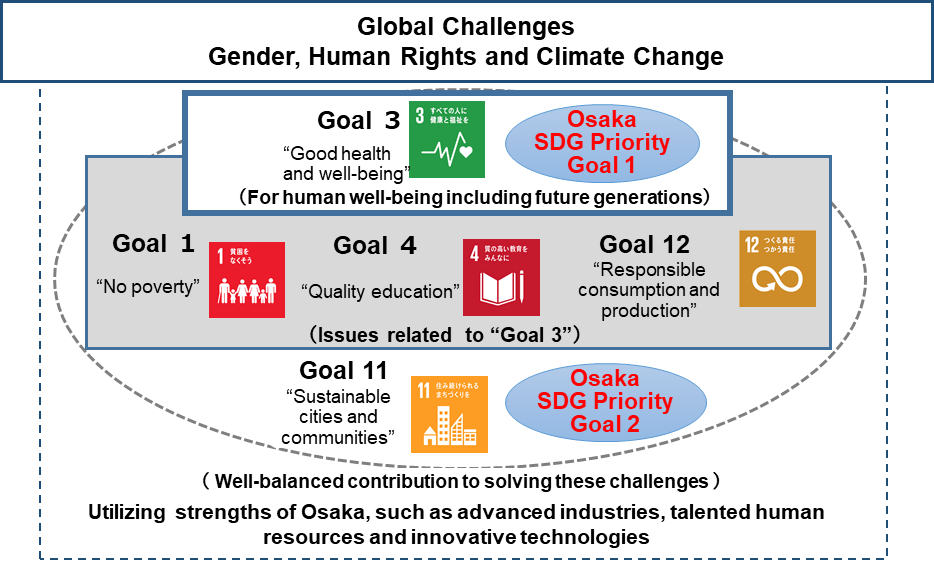 Global Challenges
Gender, Human Rights and Climate Change
Goal 3
3 すべての人に
健康と福祉を
Osaka
SDG Priority
Goal 1
“Good health
and well-being”
(For human well-being including future generations)
Goal 1
1 貧困を
なくそう
“No poverty”
Goal 4
4 質の高い教育を
みんなに
“Quality education”
Goal 12
12 つくる責任
つかう責任
“Responsible
consumption and
production”
(Issues related to “Goal 3”)
Goal 11
11 住み続けられる
まちづくりを
“Sustainable
cities and
communities”
Osaka
SDG Priority
Goal 2
( Well-balanced contribution to solving these challenges )
Utilizing strengths of Osaka, such as advanced industries, talented human
resources and innovative technologies